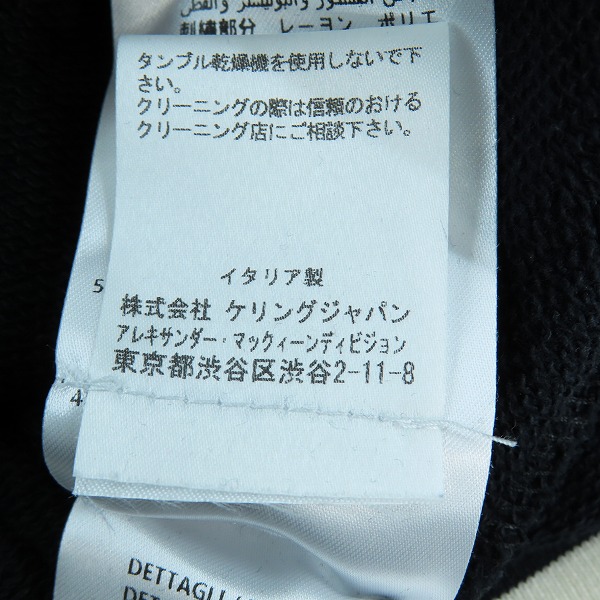 刺繍部分 レーヨン ポリエ
タンブル乾燥機を使用しないで下
さい。
クリーニングの際は信頼のおける
クリーニング店にご相談下さい。
イタリア製
5
株式会社 ケリングジャパン
アレキサンダー・マックィーンディビジョン
東京都渋谷区渋谷2-11-8
4
DETTAGLI